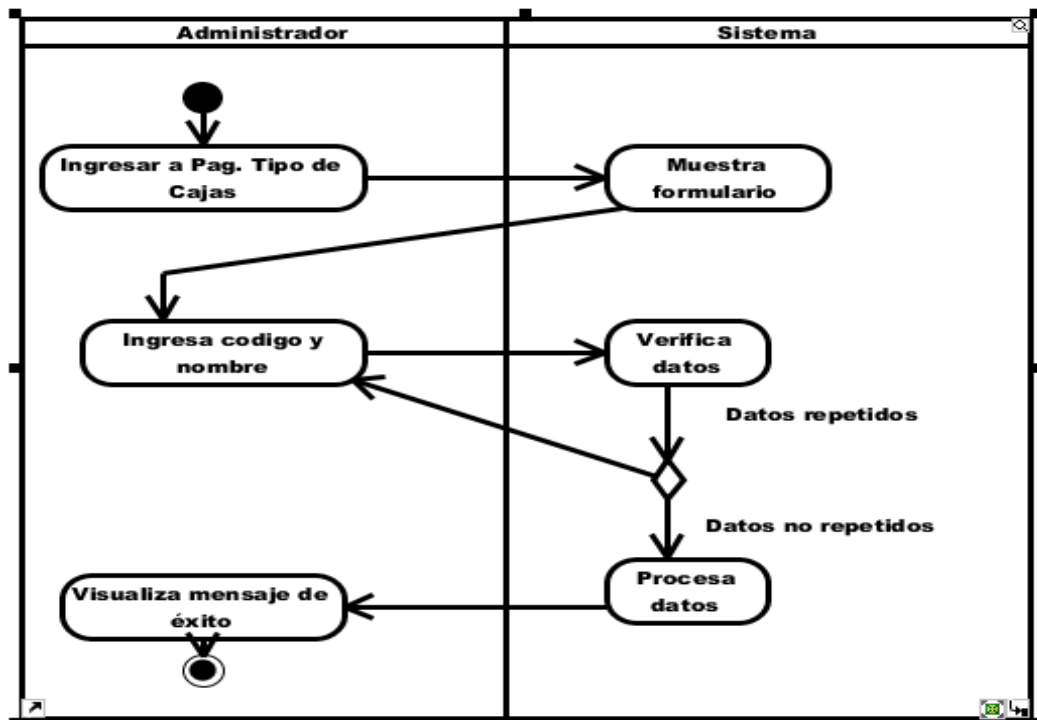 Administrador
Sistema
Ingresar a Pag. Tipo de
Cajas
Muestra
formulario
Ingresa codigo y
nombre
Verifica
datos
Datos repetidos
Datos no repetidos
Procesa
datos
Visualiza mensaje de
éxito